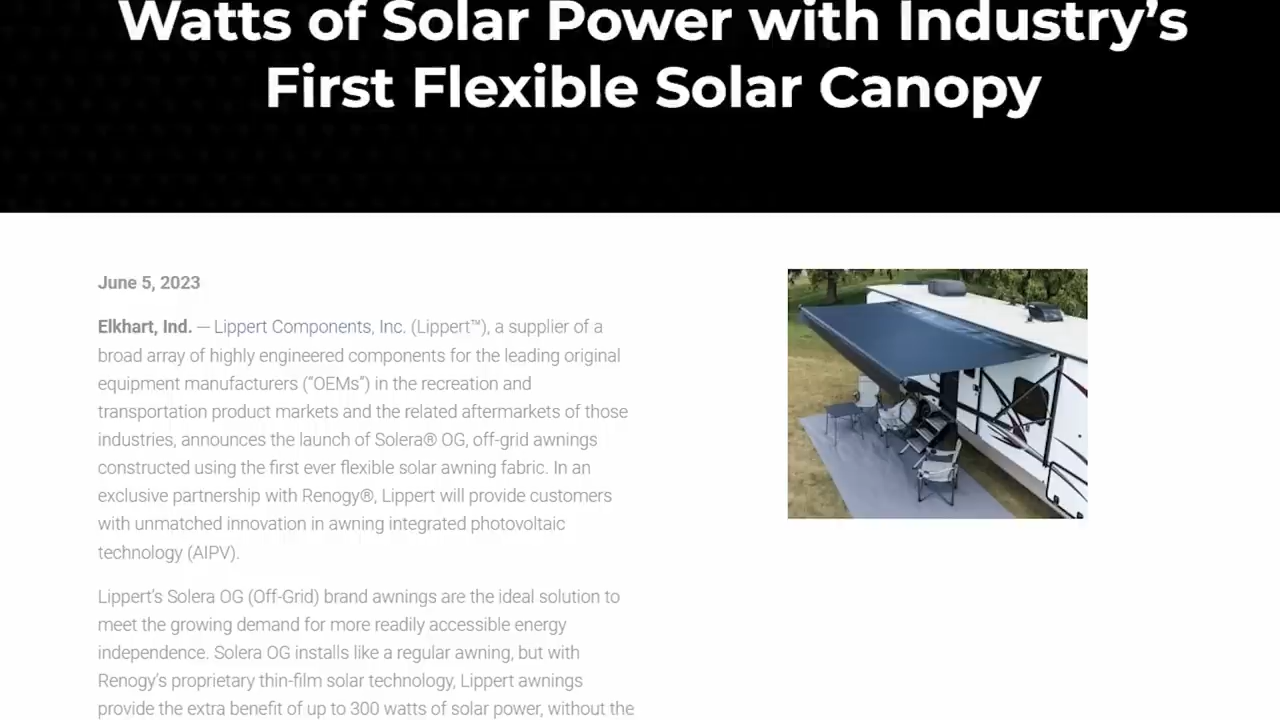 Watts of Solar Power with Industry’s
First Flexible Solar Canopy
June 5, 2023
Elkhart, Ind. — Lippert Components, Inc. (Lippert™), a supplier of a
broad array of highly engineered components for the leading original
equipment manufacturers (“OEMs”) in the recreation and
transportation product markets and the related aftermarkets of those
industries, announces the launch of Solera® OG, off-grid awnings
constructed using the first ever flexible solar awning fabric. In an
exclusive partnership with Renogy®, Lippert will provide customers
with unmatched innovation in awning integrated photovoltaic
technology (AIPV).
Lippert’s Solera OG (Off-Grid) brand awnings are the ideal solution to
meet the growing demand for more readily accessible energy
independence. Solera OG installs like a regular awning, but with
Renogy’s proprietary thin-film solar technology, Lippert awnings
provide the extra benefit of up to 300 watts of solar power, without the